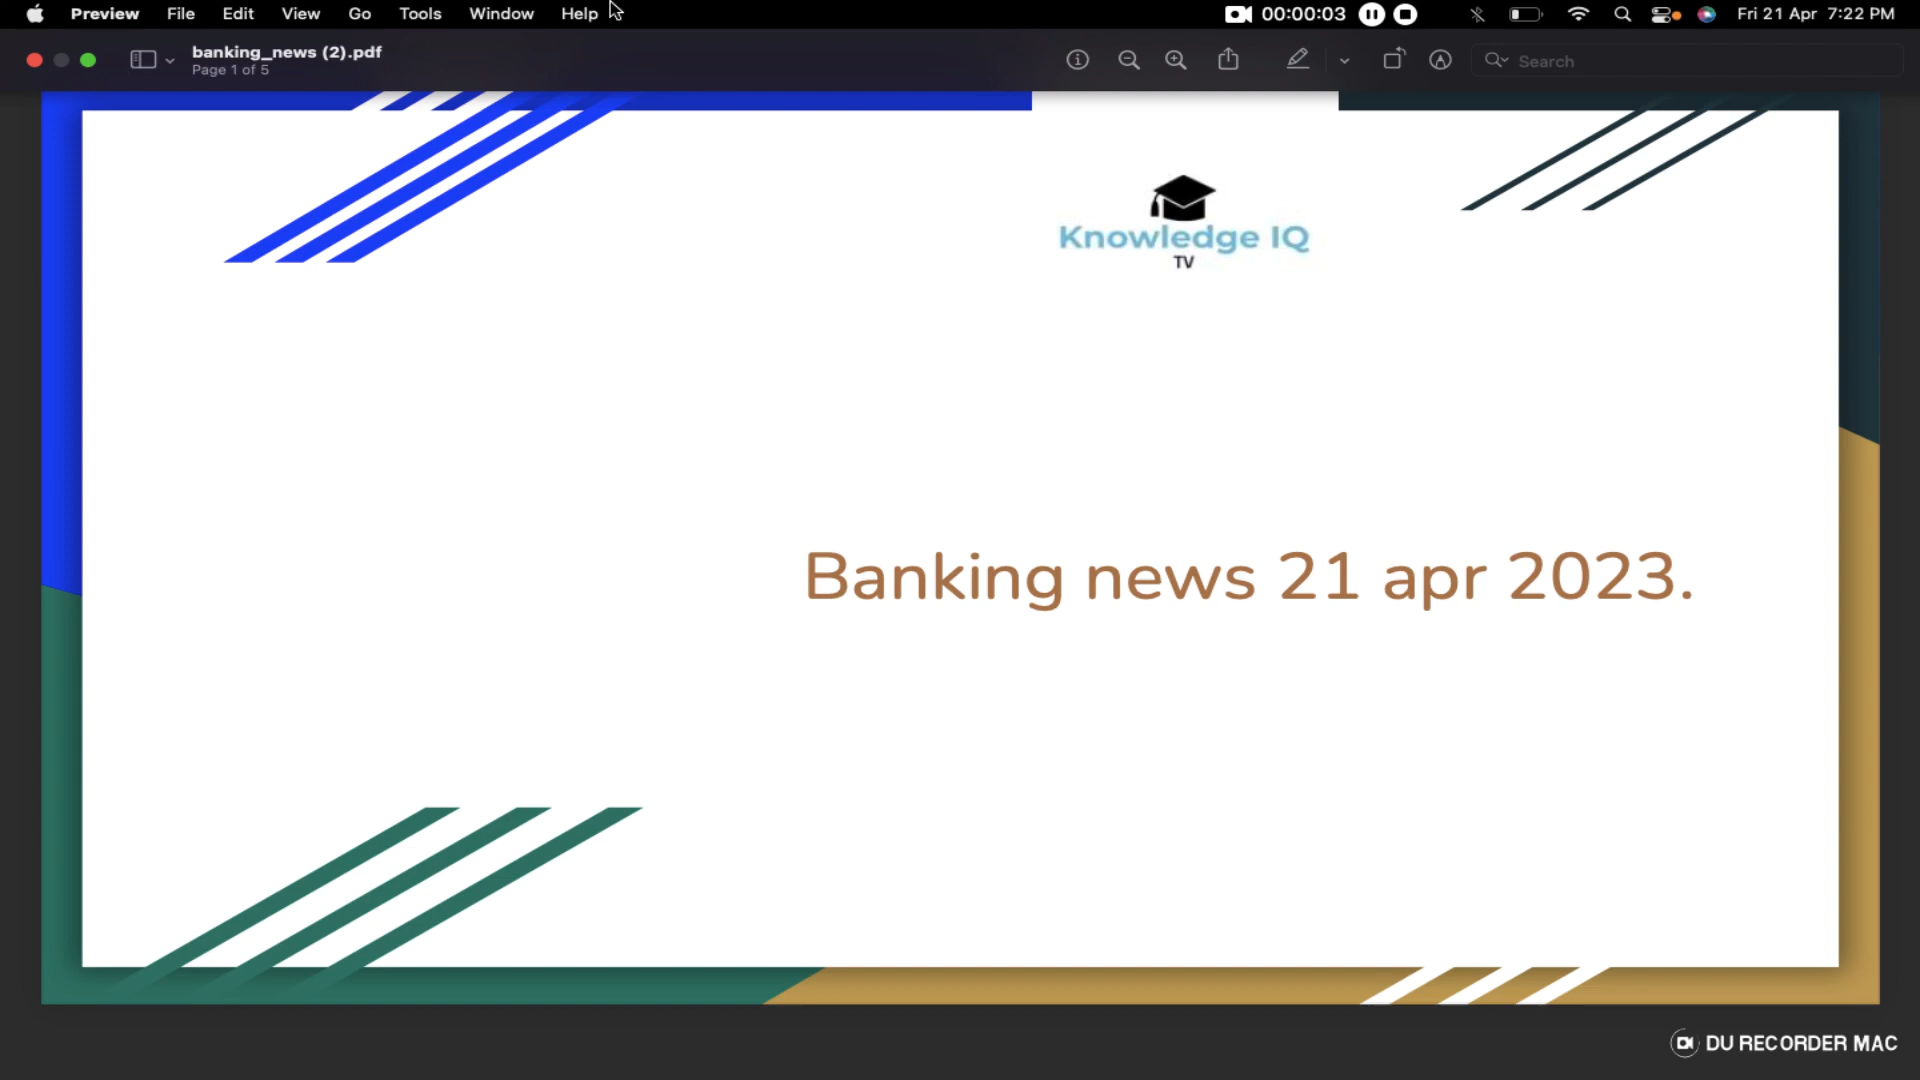 Preview File Edit View Go Tools Window Help 00:00:03 Fri 21 Apr 7:22 PM
banking_news (2).pdf
Page 1 of 5
Search
Knowledge IQ
TV
Banking news 21 apr 2023.
DU RECORDER MAC